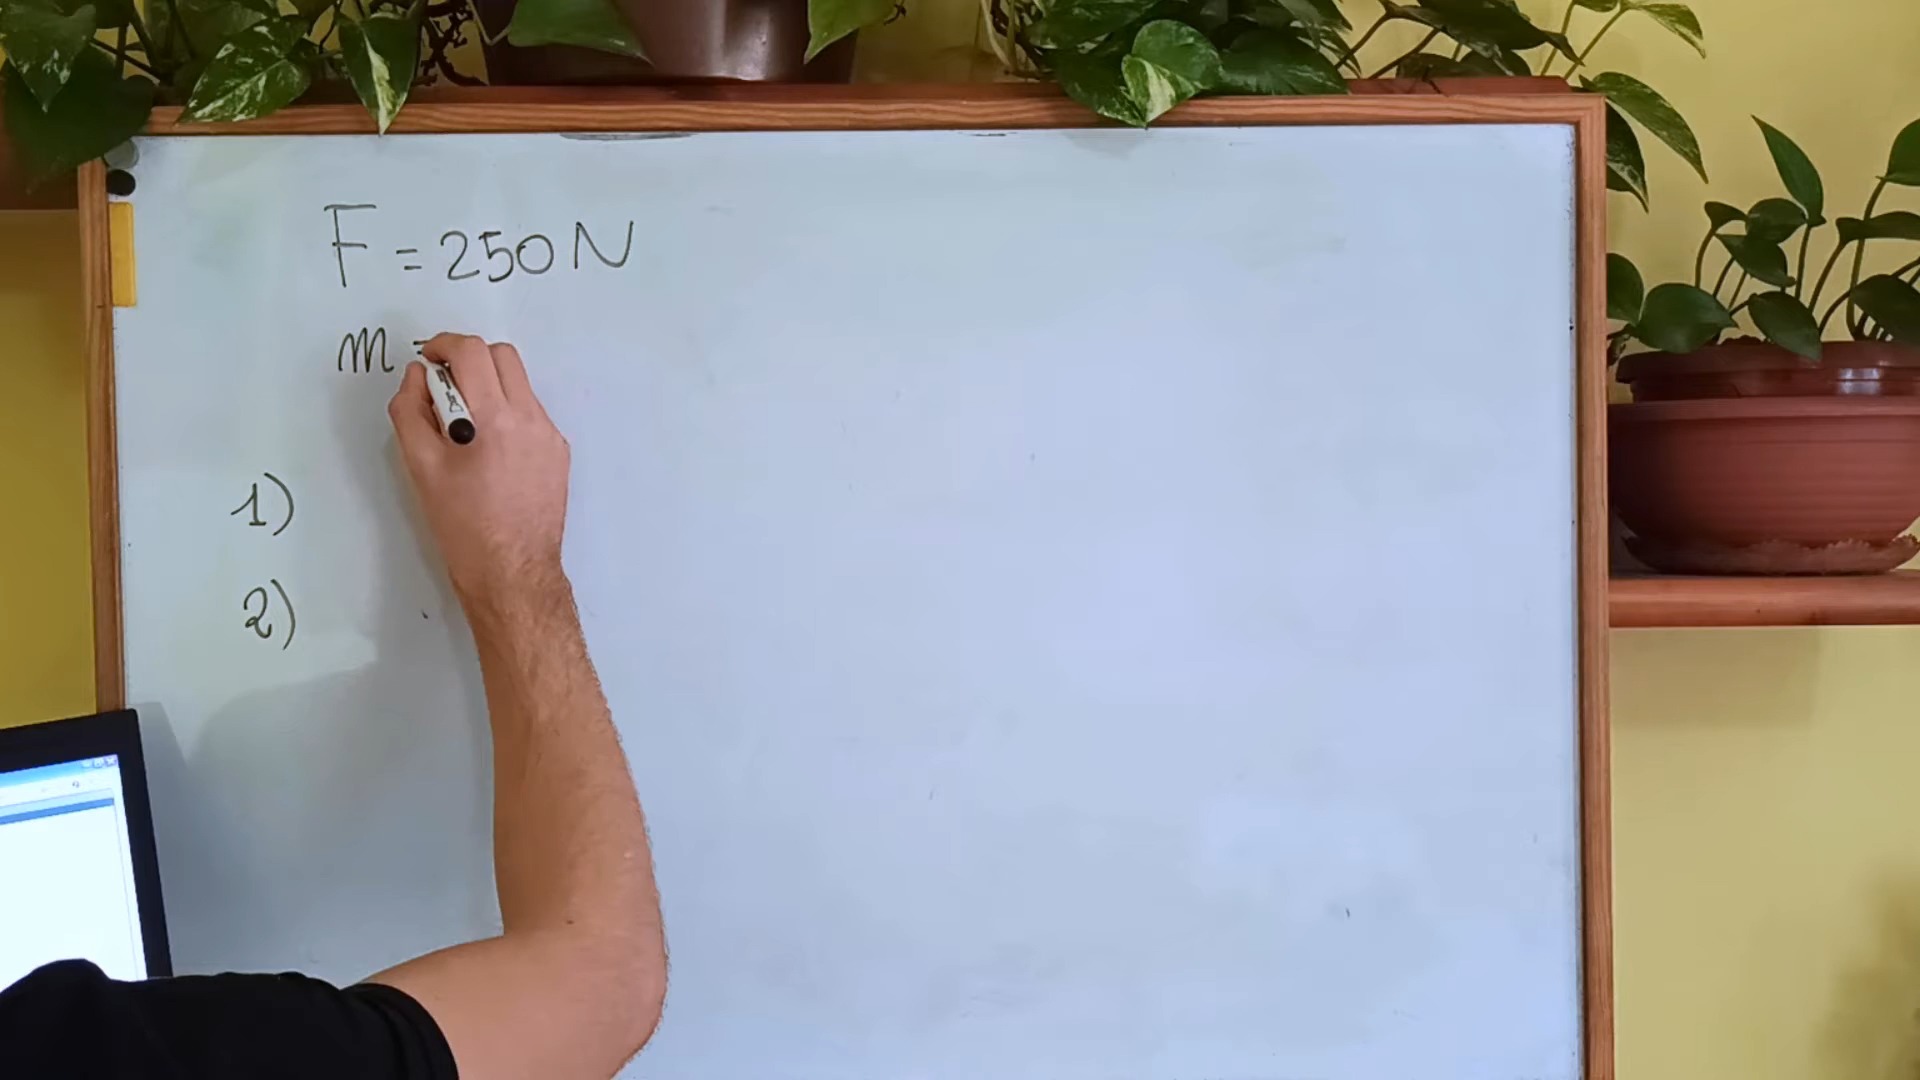 F = 250 N
m =
1)
2)